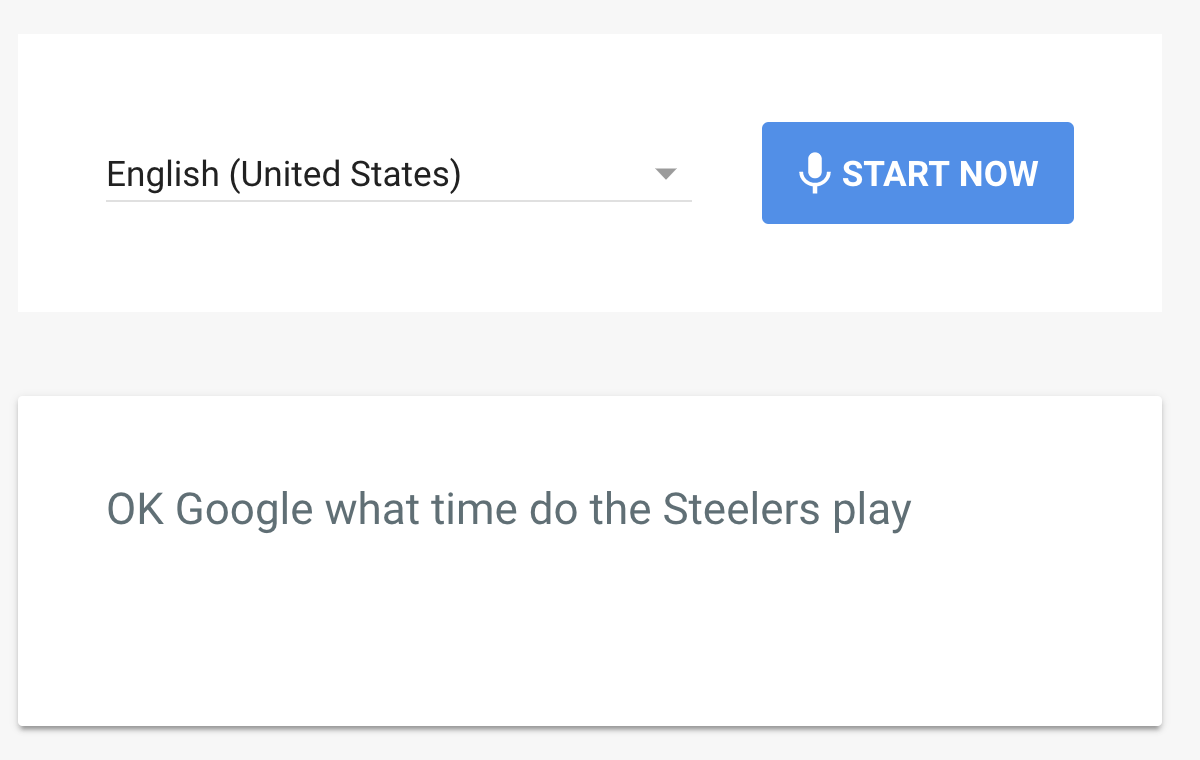 English (United States)
START NOW
OK Google what time do the Steelers play